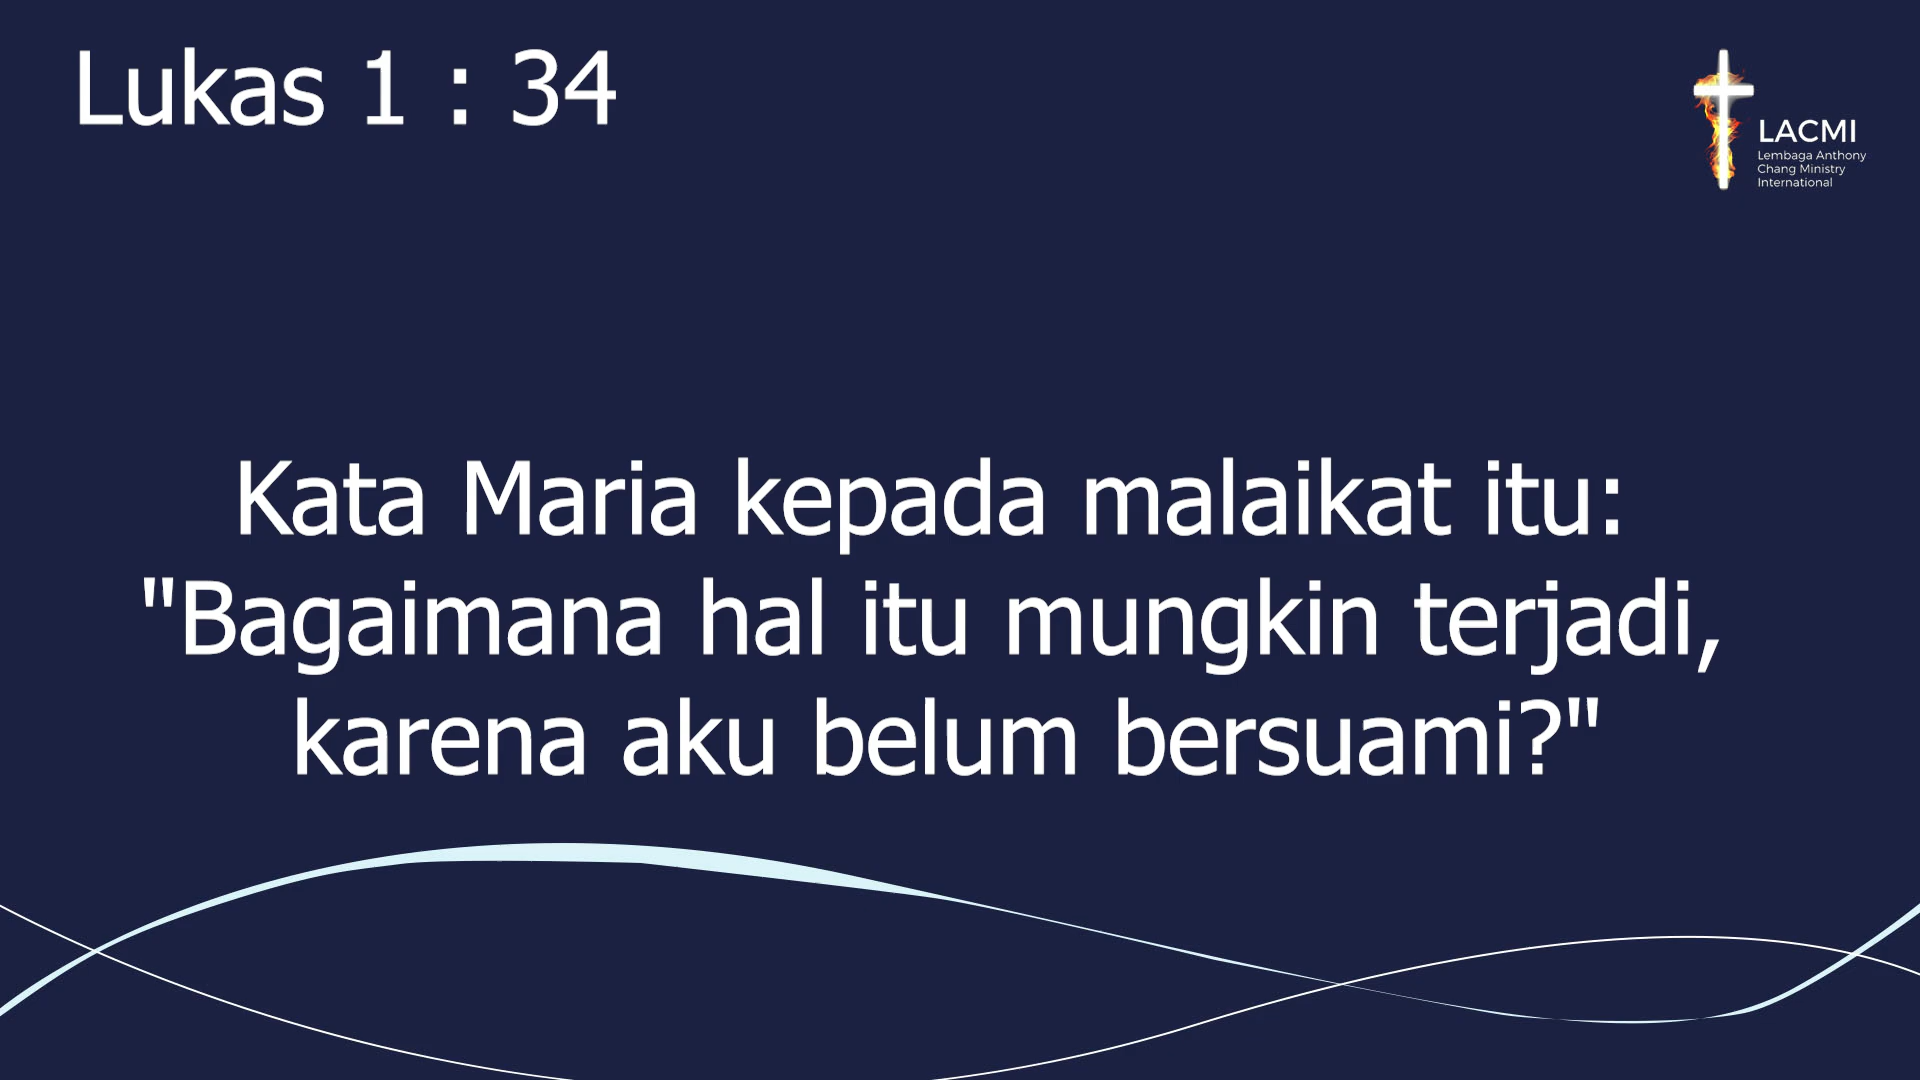 Lukas 1 : 34
LACMI
Lembaga Anthony
Chang Ministry
International
Kata Maria kepada malaikat itu:
"Bagaimana hal itu mungkin terjadi,
karena aku belum bersuami?"